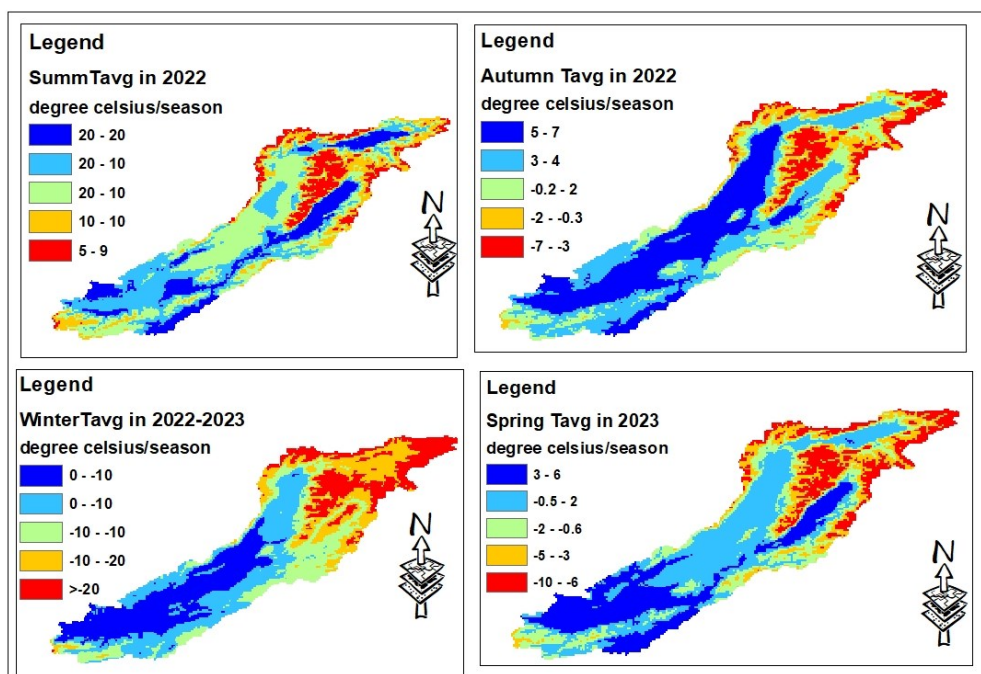 Legend
SummTavg in 2022
degree celsius/season
20 - 20
20 - 10
20 - 10
10 - 10
5 - 9
N
Legend
Autumn Tavg in 2022
degree celsius/season
5 - 7
3 - 4
-0.2 - 2
-2 - -0.3
-7 - -3
N
Legend
WinterTavg in 2022-2023
degree celsius/season
0 - -10
0 - -10
-10 - -10
-10 - -20
>-20
N
Legend
Spring Tavg in 2023
degree celsius/season
3 - 6
-0.5 - 2
-2 - -0.6
-5 - -3
-10 - -6
N